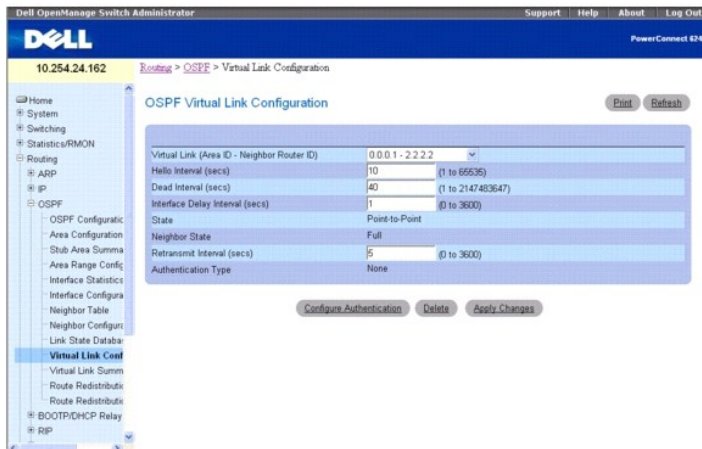 Dell OpenManage Switch Administrator
Support Help About Log Out
DELL
PowerConnect 624
10.254.24.162
Routing > OSPF > Virtual Link Configuration
Home
System
Switching
Statistics/RMON
Routing
ARP
IP
OSPF
OSPF Configuratic
Area Configuration
Stub Area Summa
Area Range Config
Interface Statistics
Interface Configura
Neighbor Table
Neighbor Configura
Link State Databa
Virtual Link Conf
Virtual Link Summ
Route Redistributic
Route Redistributic
BOOTP/DHCP Relay
RIP
OSPF Virtual Link Configuration
Print Refresh
Virtual Link (Area ID - Neighbor Router ID) 0.0.0.1 - 2.2.2.2
Hello Interval (secs) 10 (1 to 65535)
Dead Interval (secs) 40 (1 to 2147483647)
Interface Delay Interval (secs) 1 (0 to 3600)
State Point-to-Point
Neighbor State Full
Retransmit Interval (secs) 5 (0 to 3600)
Authentication Type None
Configure Authentication Delete Apply Changes